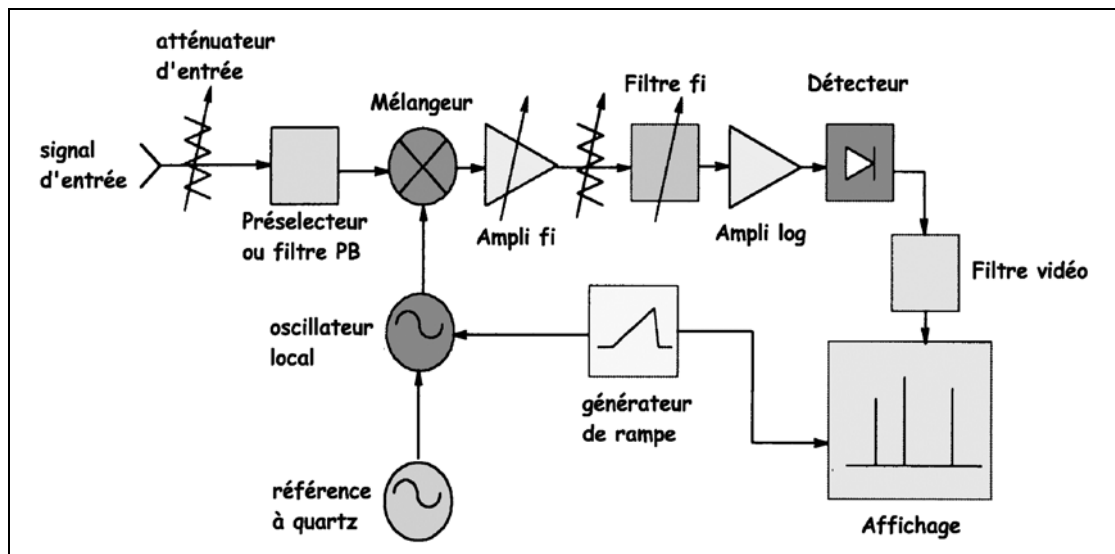 atténuateur
d'entrée
signal
d'entrée
Préselecteur
ou filtre PB
Mélangeur
Ampli fi
Filtre fi
Ampli log
Détecteur
Filtre vidéo
oscillateur
local
générateur
de rampe
référence
à quartz
Affichage